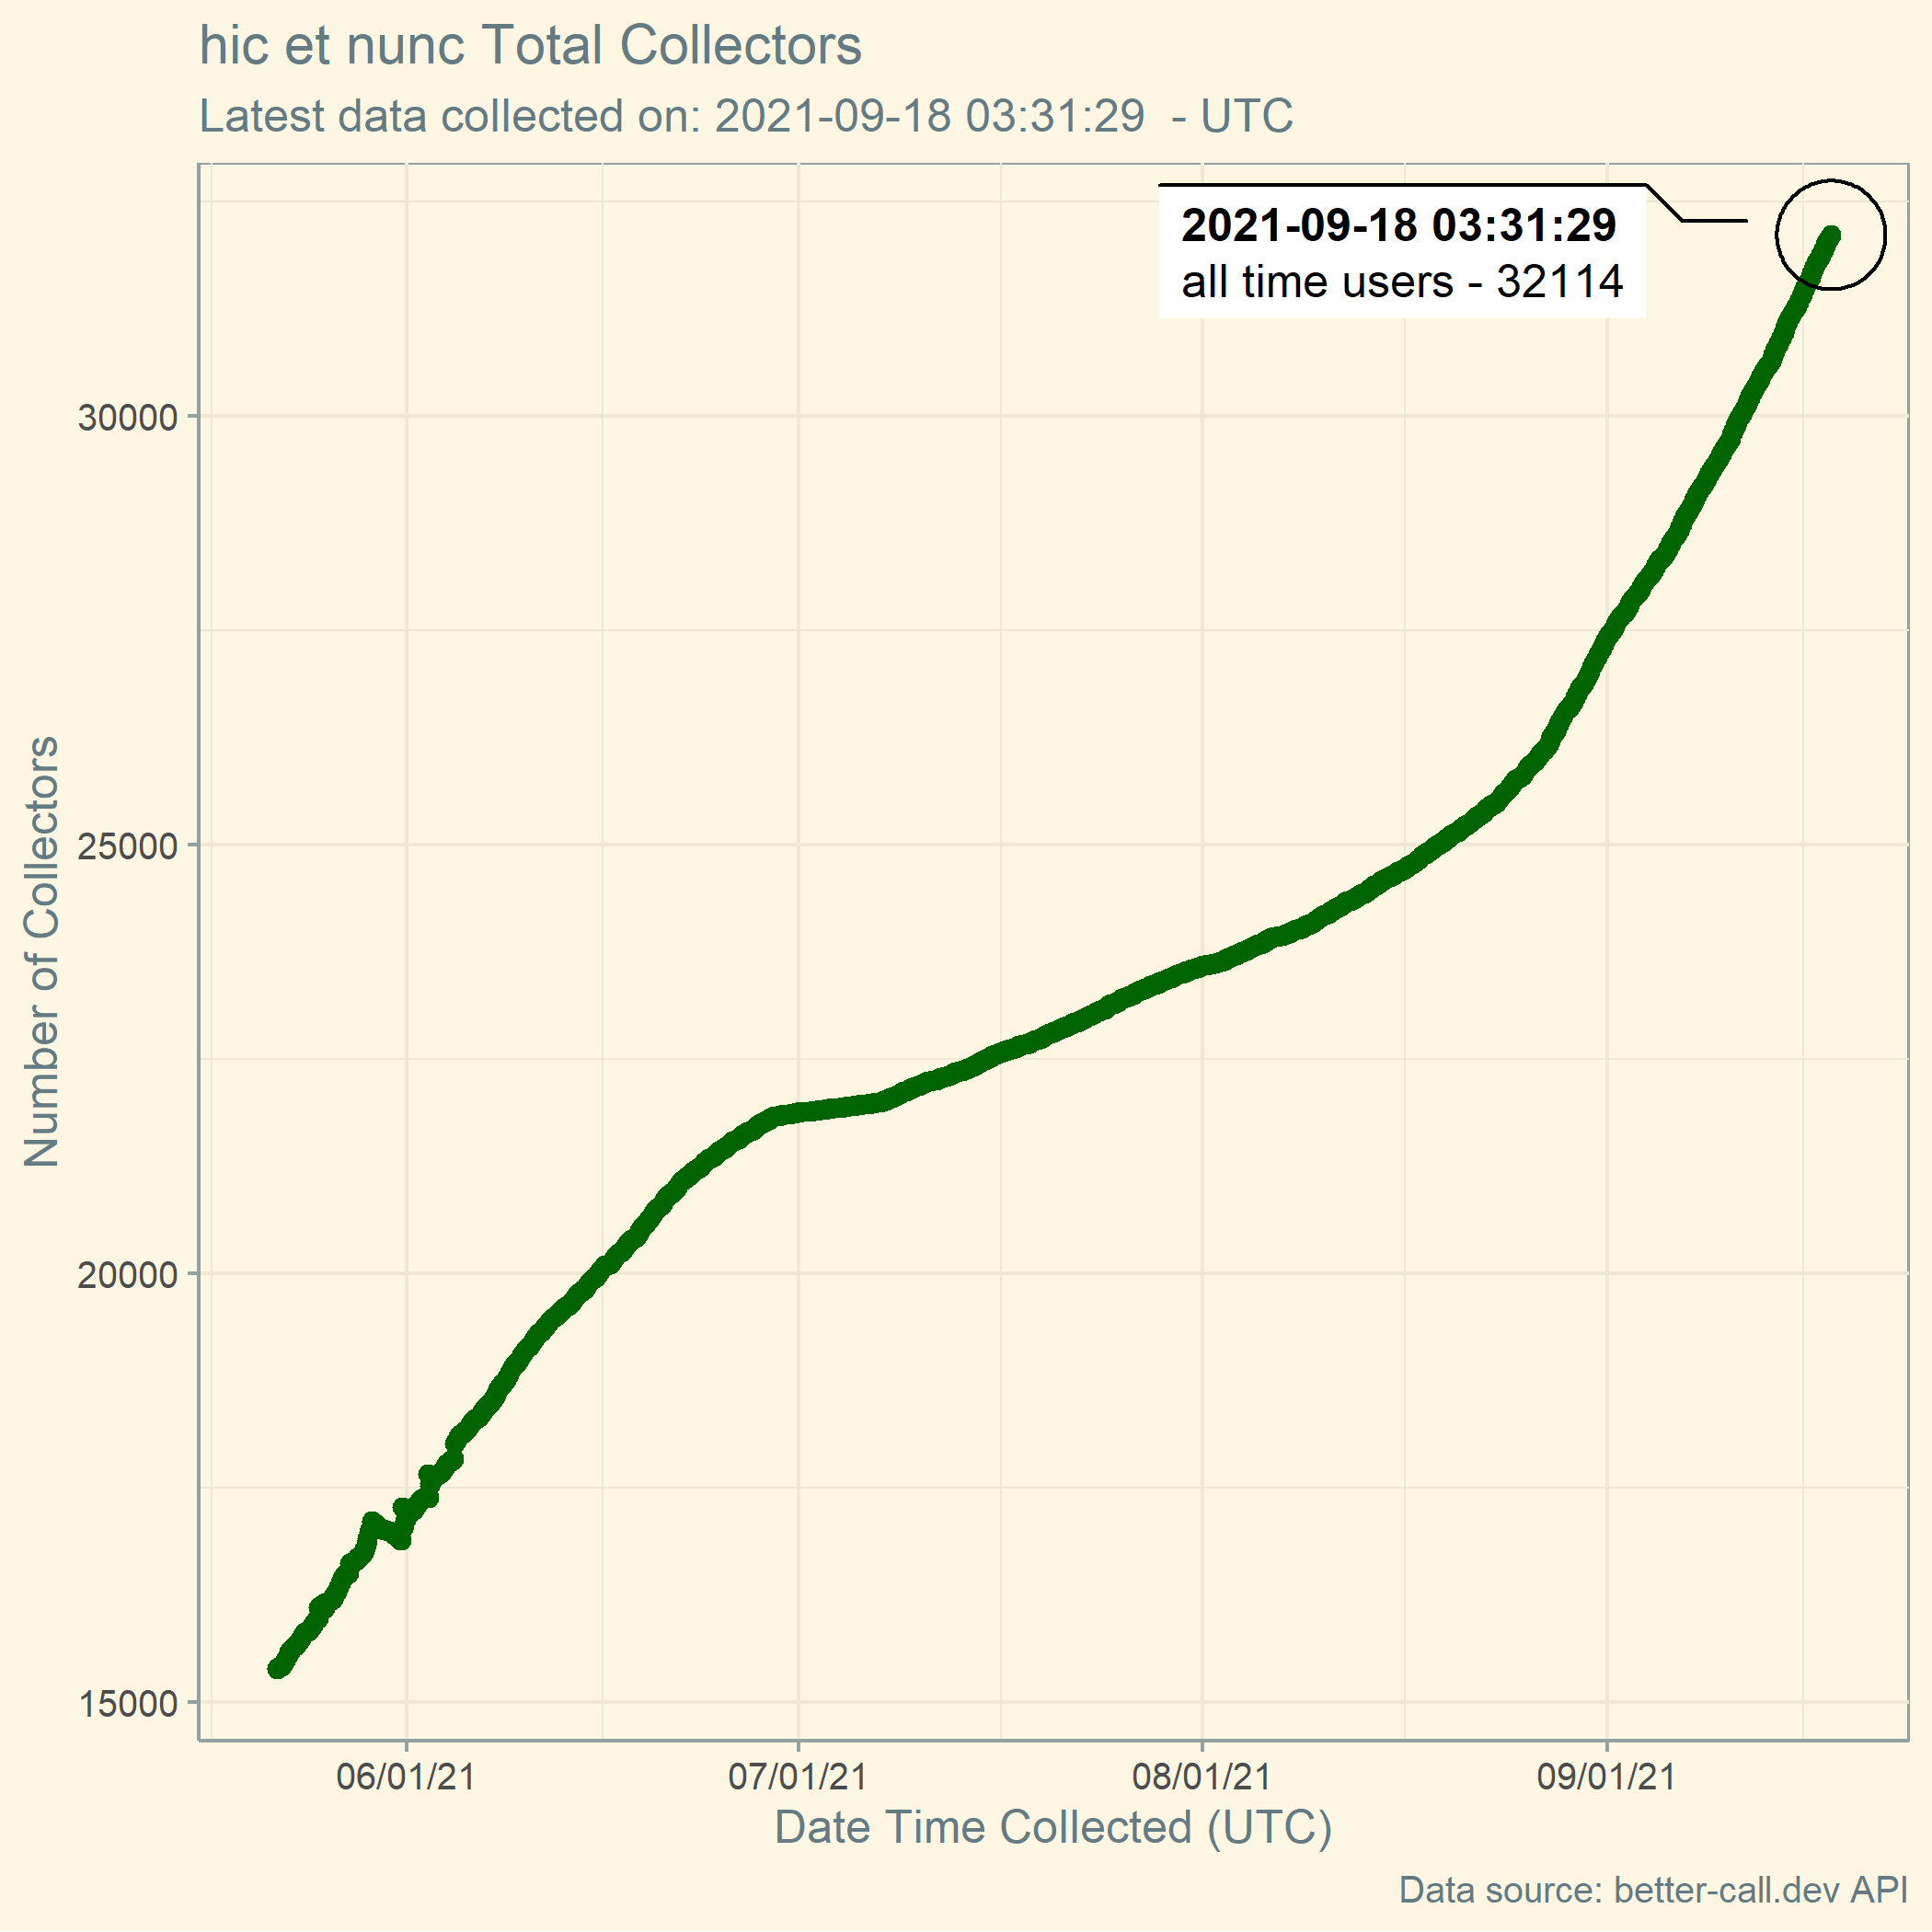 hic et nunc Total Collectors
Latest data collected on: 2021-09-18 03:31:29  - UTC
2021-09-18 03:31:29
all time users - 32114
Number of Collectors
30000
25000
20000
15000
06/01/21
07/01/21
08/01/21
09/01/21
Date Time Collected (UTC)
Data source: better-call.dev API